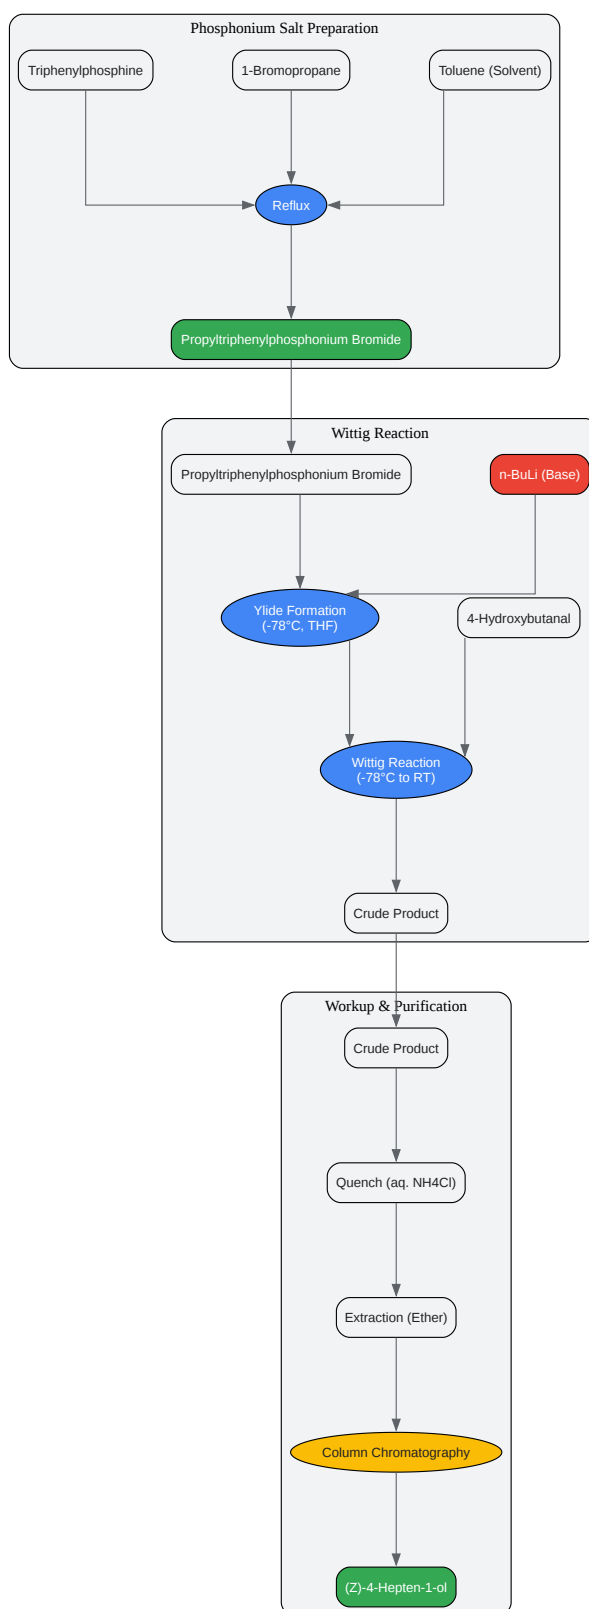 Phosphonium Salt Preparation
Triphenylphosphine
1-Bromopropane
Toluene (Solvent)
Reflux
Propyltriphenylphosphonium Bromide
Wittig Reaction
Propyltriphenylphosphonium Bromide
n-BuLi (Base)
Ylide Formation
(-78°C, THF)
4-Hydroxybutanal
Wittig Reaction
(-78°C to RT)
Crude Product
Workup & Purification
Crude Product
Quench (aq. NH4Cl)
Extraction (Ether)
Column Chromatography
(Z)-4-Hepten-1-ol